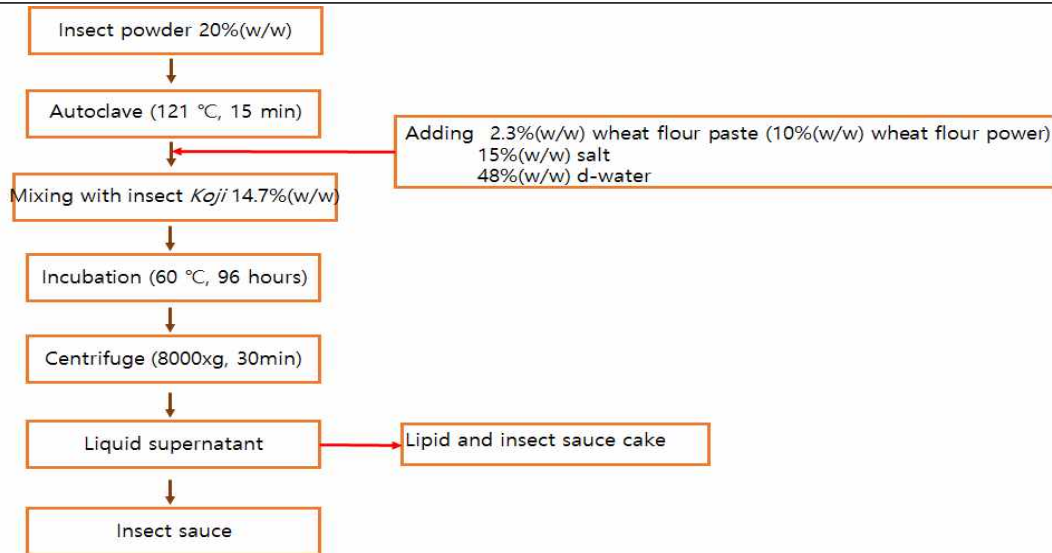 Insect powder 20%(w/w)
Autoclave (121 ℃, 15 min)
Adding 2.3%(w/w) wheat flour paste (10%(w/w) wheat flour power)
15%(w/w) salt
48%(w/w) d-water
Mixing with insect Koji 14.7%(w/w)
Incubation (60 ℃, 96 hours)
Centrifuge (8000xg, 30min)
Liquid supernatant
Lipid and insect sauce cake
Insect sauce